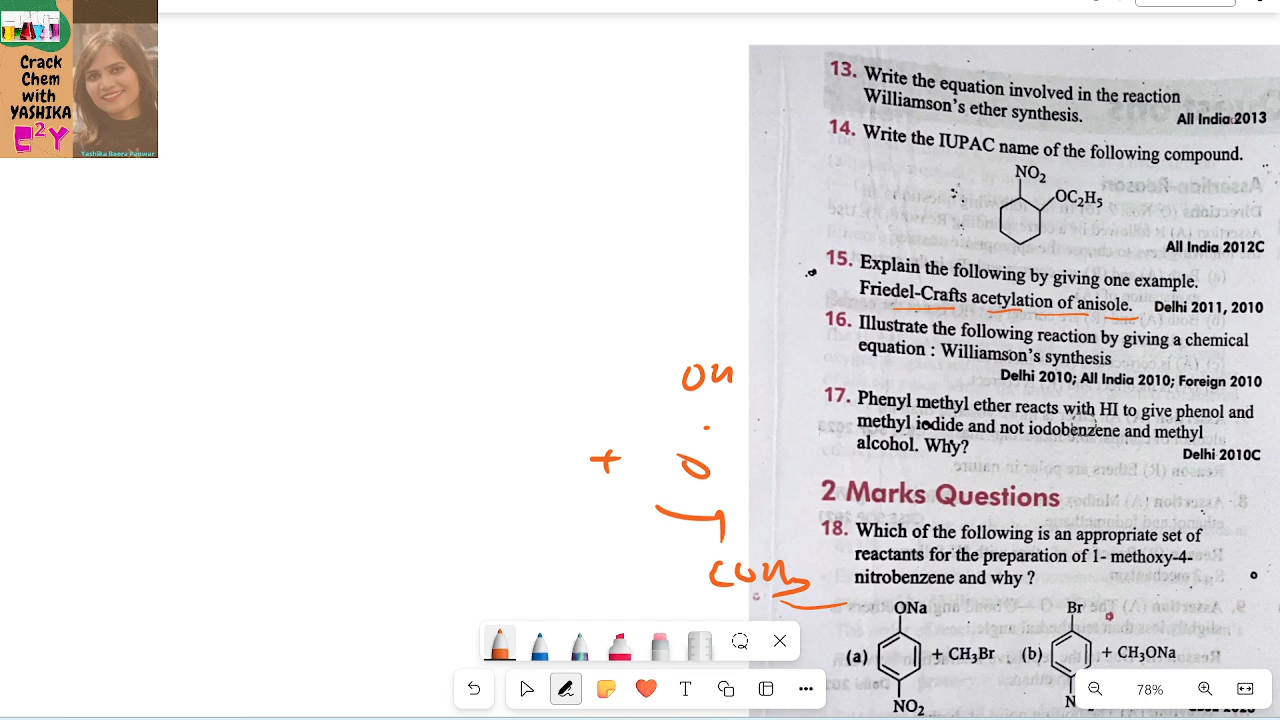 Crack
Chem
with
YASHIKA
C²Y
Yashika Boora Panwar
13. Write the equation involved in the reaction
Williamson's ether synthesis.
All India 2013
14. Write the IUPAC name of the following compound.
NO2
OC2H5
All India 2012C
15. Explain the following by giving one example.
Friedel-Crafts acetylation of anisole. Delhi 2011, 2010
16. Illustrate the following reaction by giving a chemical
equation : Williamson's synthesis
Delhi 2010; All India 2010; Foreign 2010
17. Phenyl methyl ether reacts with HI to give phenol and
methyl iodide and not iodobenzene and methyl
alcohol. Why?
Delhi 2010C
+
2 Marks Questions
18. Which of the following is an appropriate set of
reactants for the preparation of 1- methoxy-4-
nitrobenzene and why ?
ONa
Br
(a) + CH3Br (b) + CH3ONa
NO2
T
78%